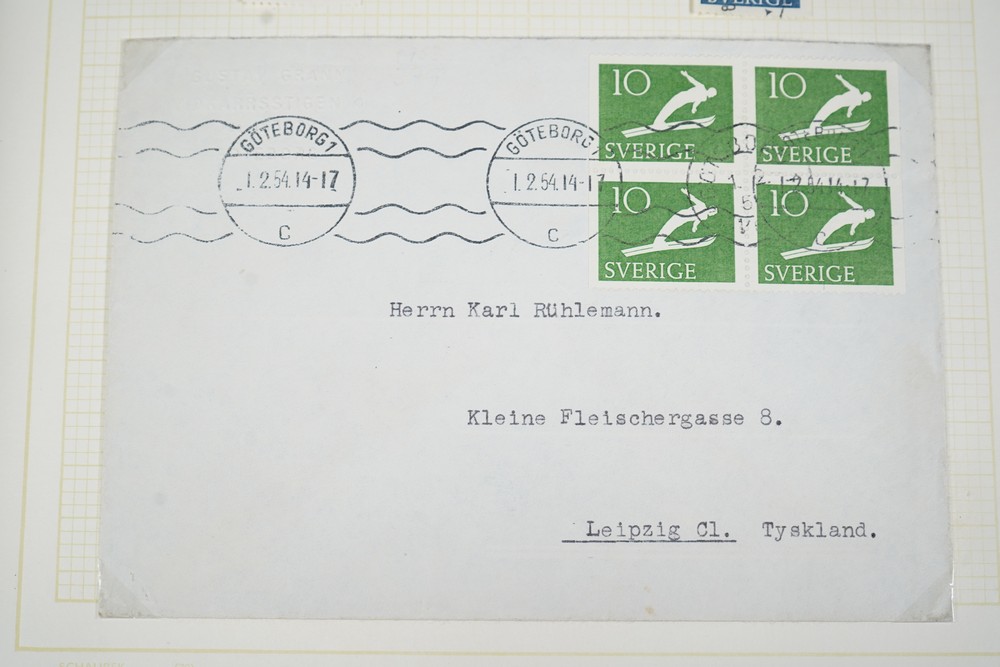 SVERIGE
10 10
SVERIGE SVERIGE
10 10
SVERIGE SVERIGE
GÖTEBORG 1
1.2.54.14-17
C
GÖTEBORG 1
1.2.54.14-17
C
Herrn Karl Rühlemann.
Kleine Fleischergasse 8.
Leipzig C1. Tyskland.